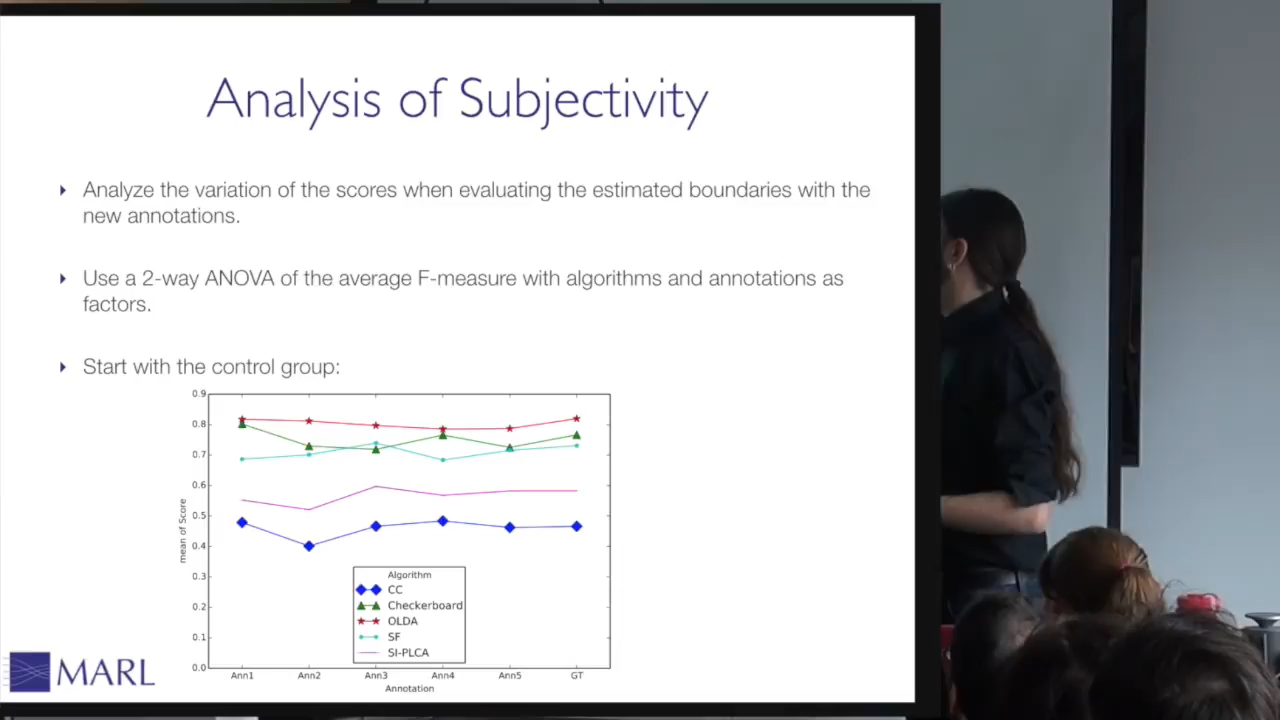 Analysis of Subjectivity
Analyze the variation of the scores when evaluating the estimated boundaries with the
new annotations.
Use a 2-way ANOVA of the average F-measure with algorithms and annotations as
factors.
Start with the control group:
0.9
0.8
0.7
0.6
0.5
0.4
0.3
0.2
0.1
0.0
mean of Score
Algorithm
CC
Checkerboard
OLDA
SF
SI-PLCA
Ann1 Ann2 Ann3 Ann4 Ann5 GT
Annotation
MARL